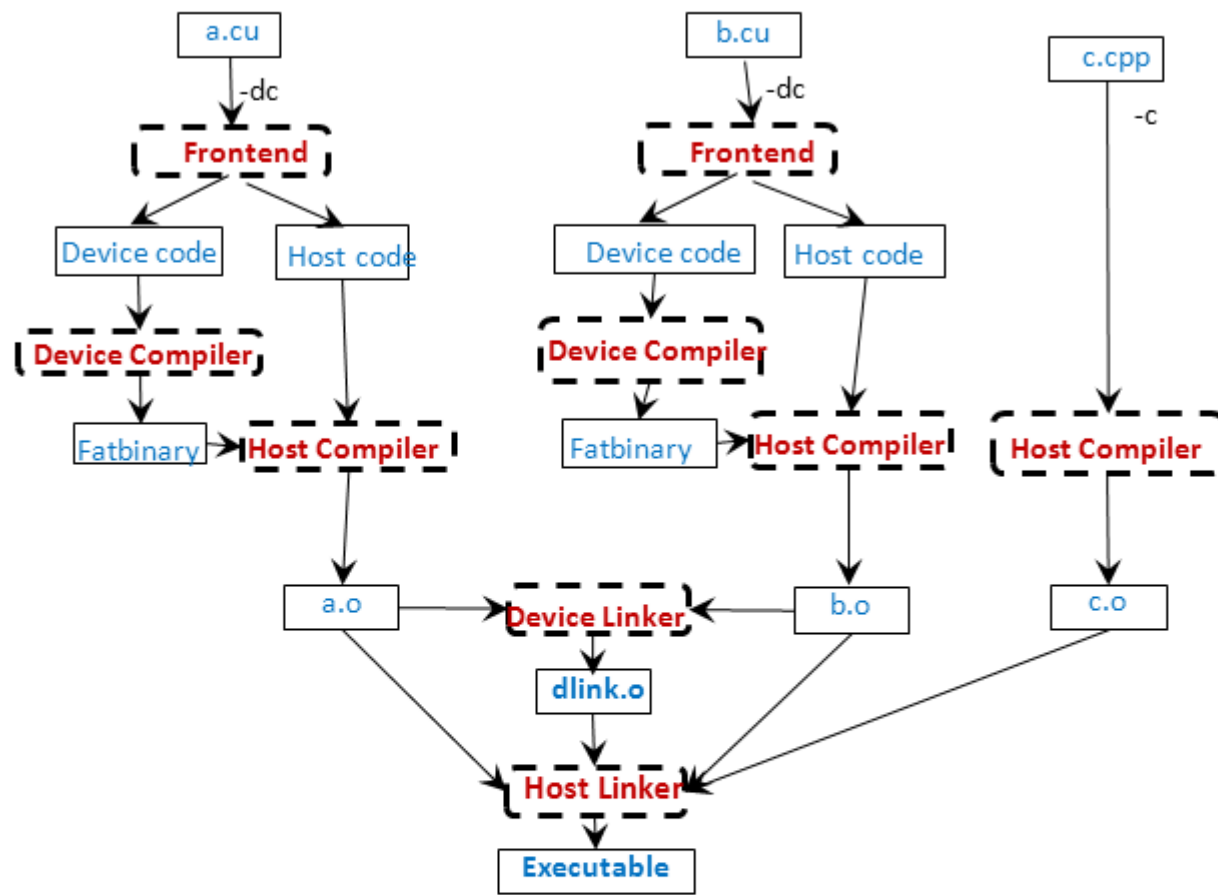 a.cu
b.cu
c.cpp
-dc
-dc
-c
Frontend
Frontend
Device code
Host code
Device code
Host code
Device Compiler
Device Compiler
Fatbinary
Host Compiler
Fatbinary
Host Compiler
Host Compiler
a.o
Device Linker
b.o
c.o
dlink.o
Host Linker
Executable